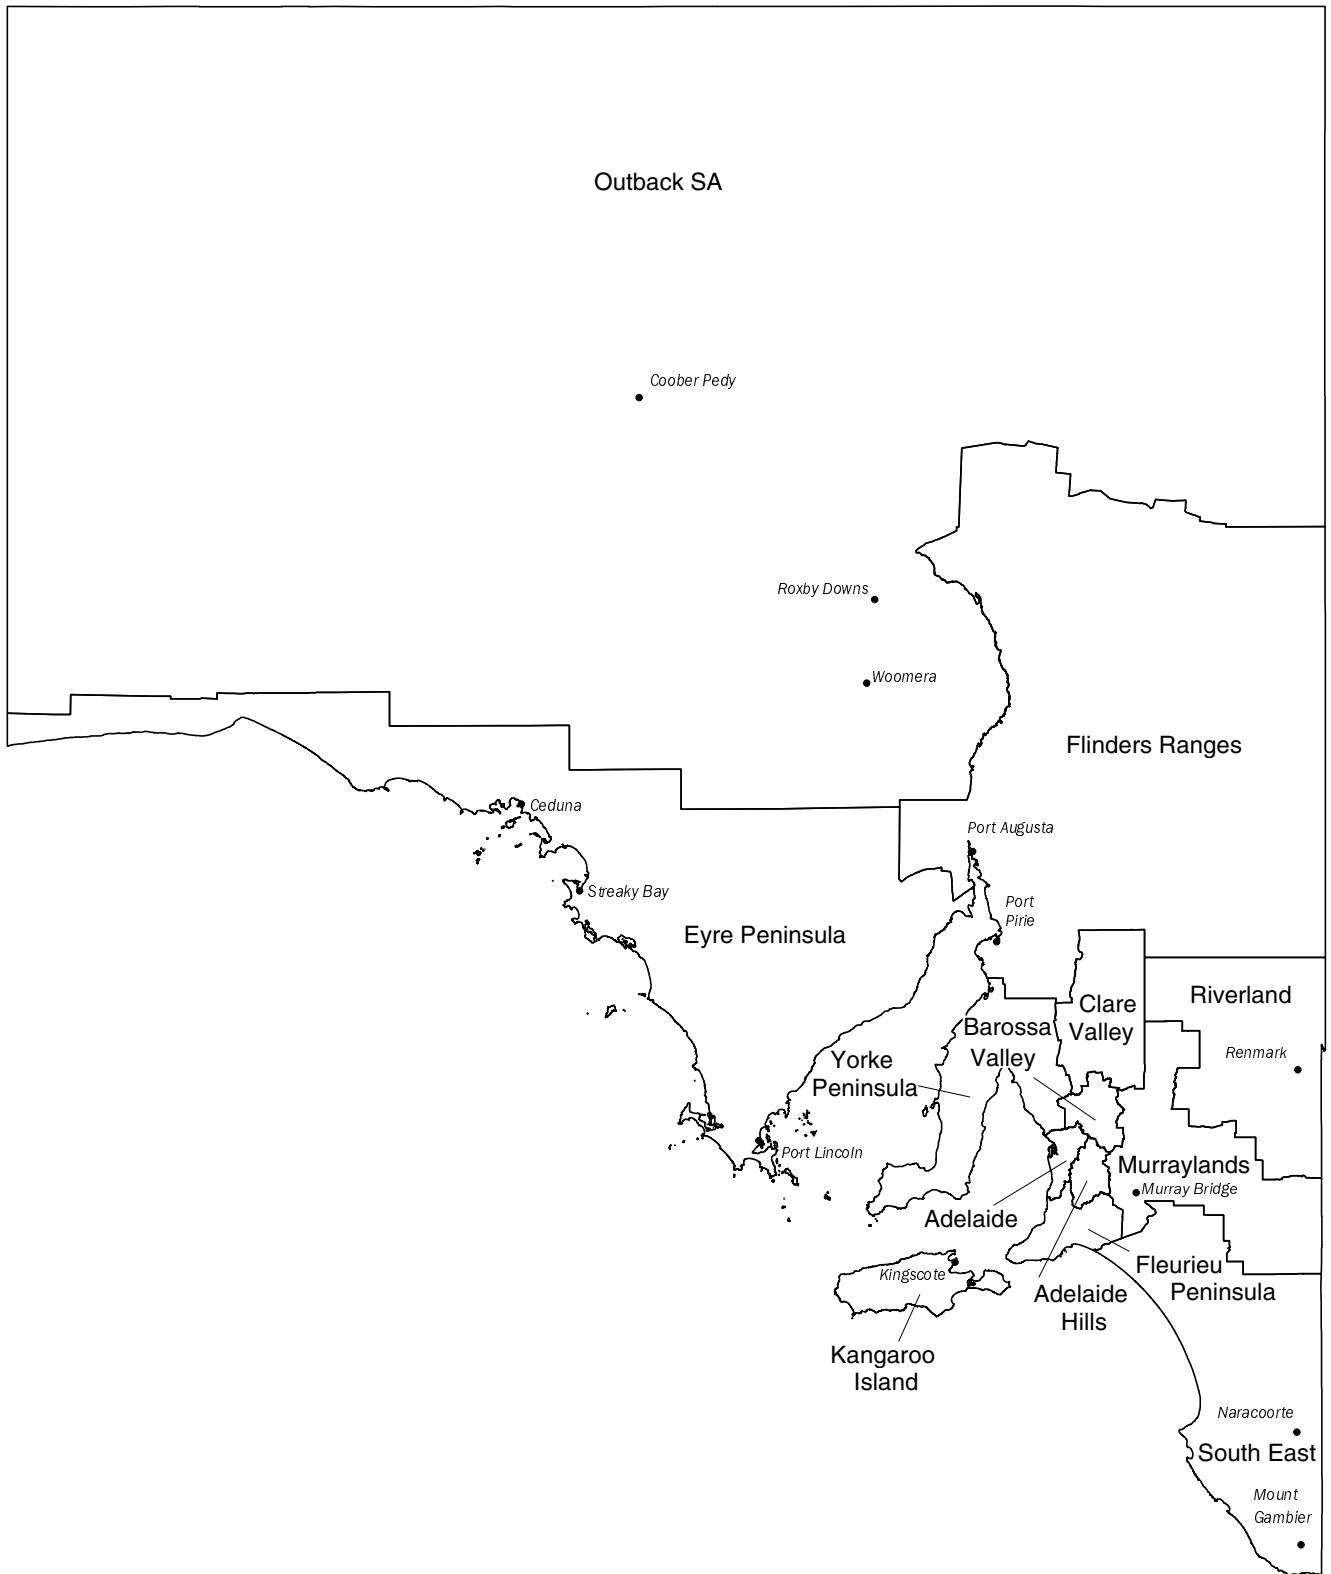 Outback SA
Coober Pedy
Roxby Downs
Woomera
Flinders Ranges
Ceduna
Port Augusta
Streaky Bay
Port
Pirie
Eyre Peninsula
Clare
Valley
Riverland
Barossa
Valley
Renmark
Yorke
Peninsula
Port Lincoln
Murraylands
Murray Bridge
Adelaide
Kingscote
Fleurieu
Peninsula
Adelaide
Hills
Kangaroo
Island
Naracoorte
South East
Mount
Gambier